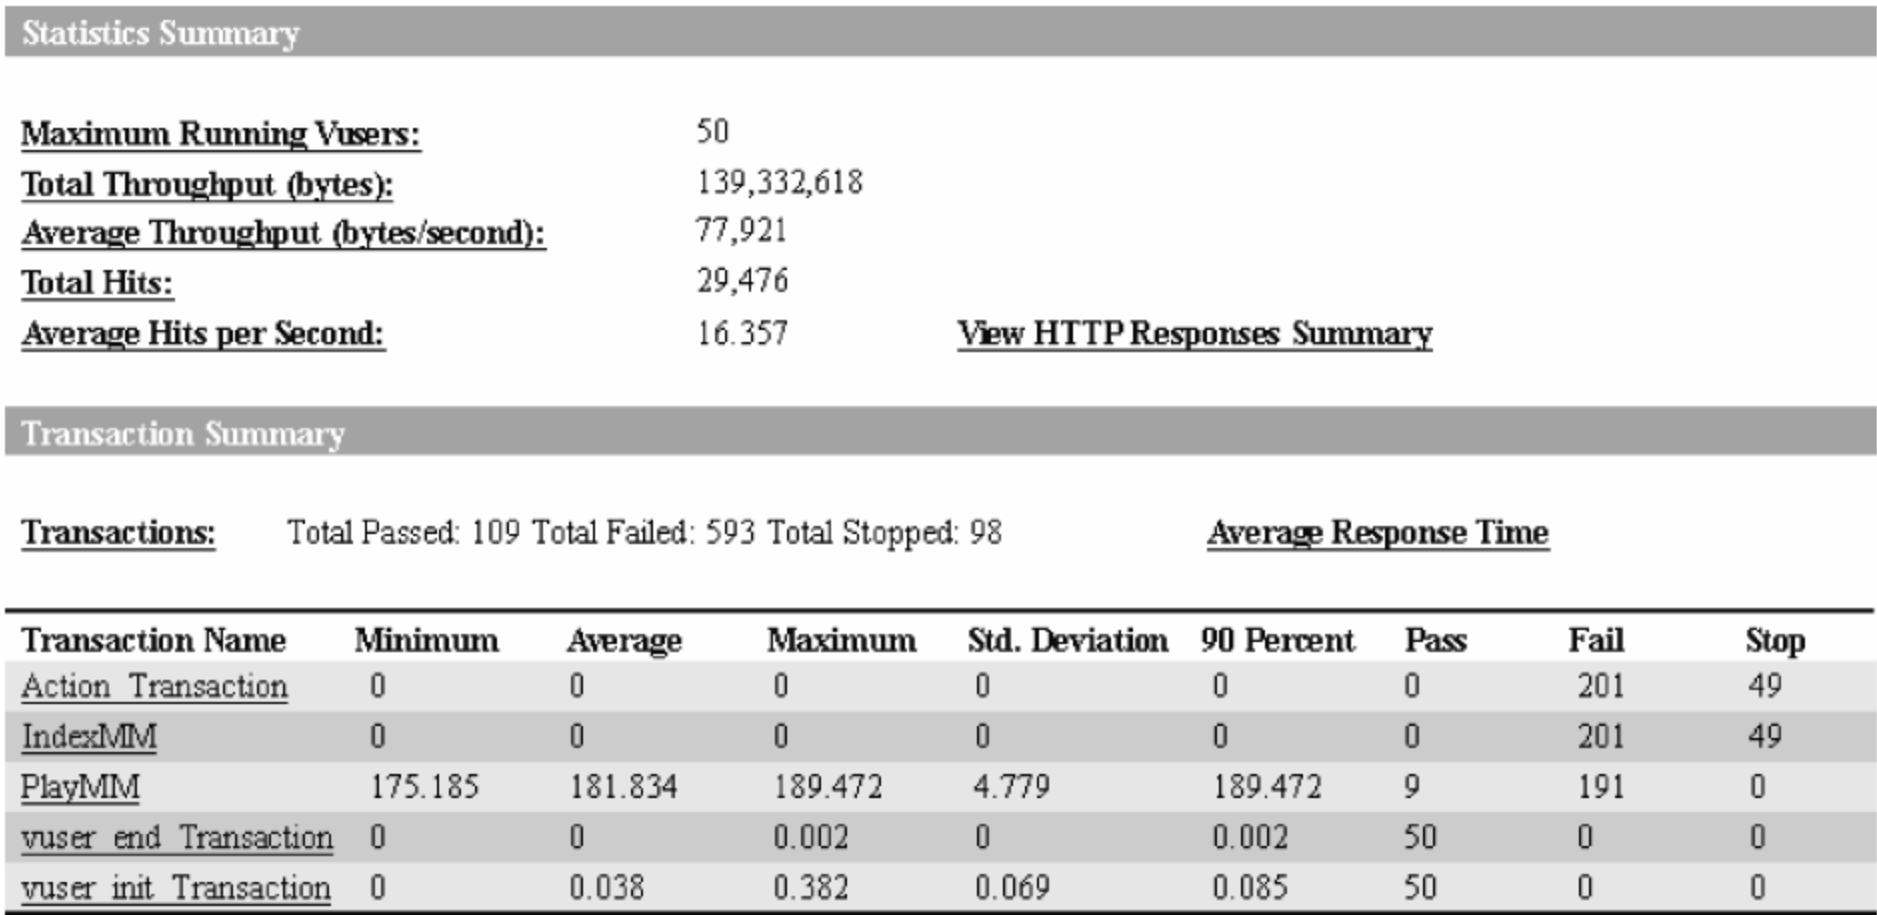 Statistics Summary
Maximum Running Vusers: 50
Total Throughput (bytes): 139,332,618
Average Throughput (bytes/second): 77,921
Total Hits: 29,476
Average Hits per Second: 16.357 View HTTP Responses Summary
Transaction Summary
Transactions: Total Passed: 109 Total Failed: 593 Total Stopped: 98 Average Response Time
Transaction Name Minimum Average Maximum Std. Deviation 90 Percent Pass Fail Stop
Action_Transaction 0 0 0 0 0 0 201 49
IndexMM 0 0 0 0 0 0 201 49
PlayMM 175.185 181.834 189.472 4.779 189.472 9 191 0
vuser_end_Transaction 0 0 0.002 0 0.002 50 0 0
vuser_init_Transaction 0 0.038 0.382 0.069 0.085 50 0 0